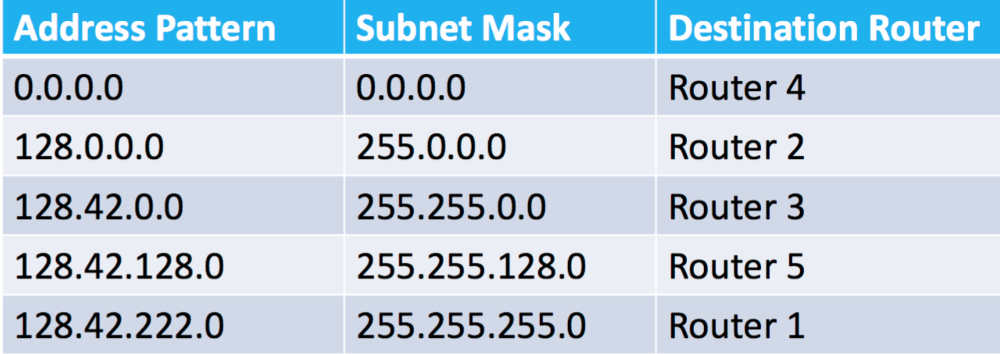 Address Pattern Subnet Mask Destination Router
0.0.0.0 0.0.0.0 Router 4
128.0.0.0 255.0.0.0 Router 2
128.42.0.0 255.255.0.0 Router 3
128.42.128.0 255.255.128.0 Router 5
128.42.222.0 255.255.255.0 Router 1